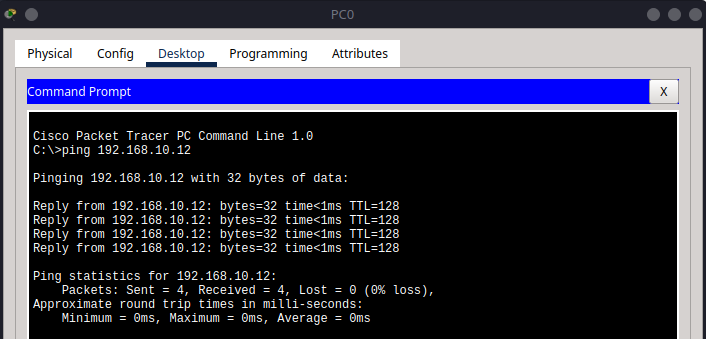 PC0
Physical Config Desktop Programming Attributes
Command Prompt X
Cisco Packet Tracer PC Command Line 1.0
C:\>ping 192.168.10.12
Pinging 192.168.10.12 with 32 bytes of data:
Reply from 192.168.10.12: bytes=32 time<1ms TTL=128
Reply from 192.168.10.12: bytes=32 time<1ms TTL=128
Reply from 192.168.10.12: bytes=32 time<1ms TTL=128
Reply from 192.168.10.12: bytes=32 time<1ms TTL=128
Ping statistics for 192.168.10.12:
Packets: Sent = 4, Received = 4, Lost = 0 (0% loss),
Approximate round trip times in milli-seconds:
Minimum = 0ms, Maximum = 0ms, Average = 0ms